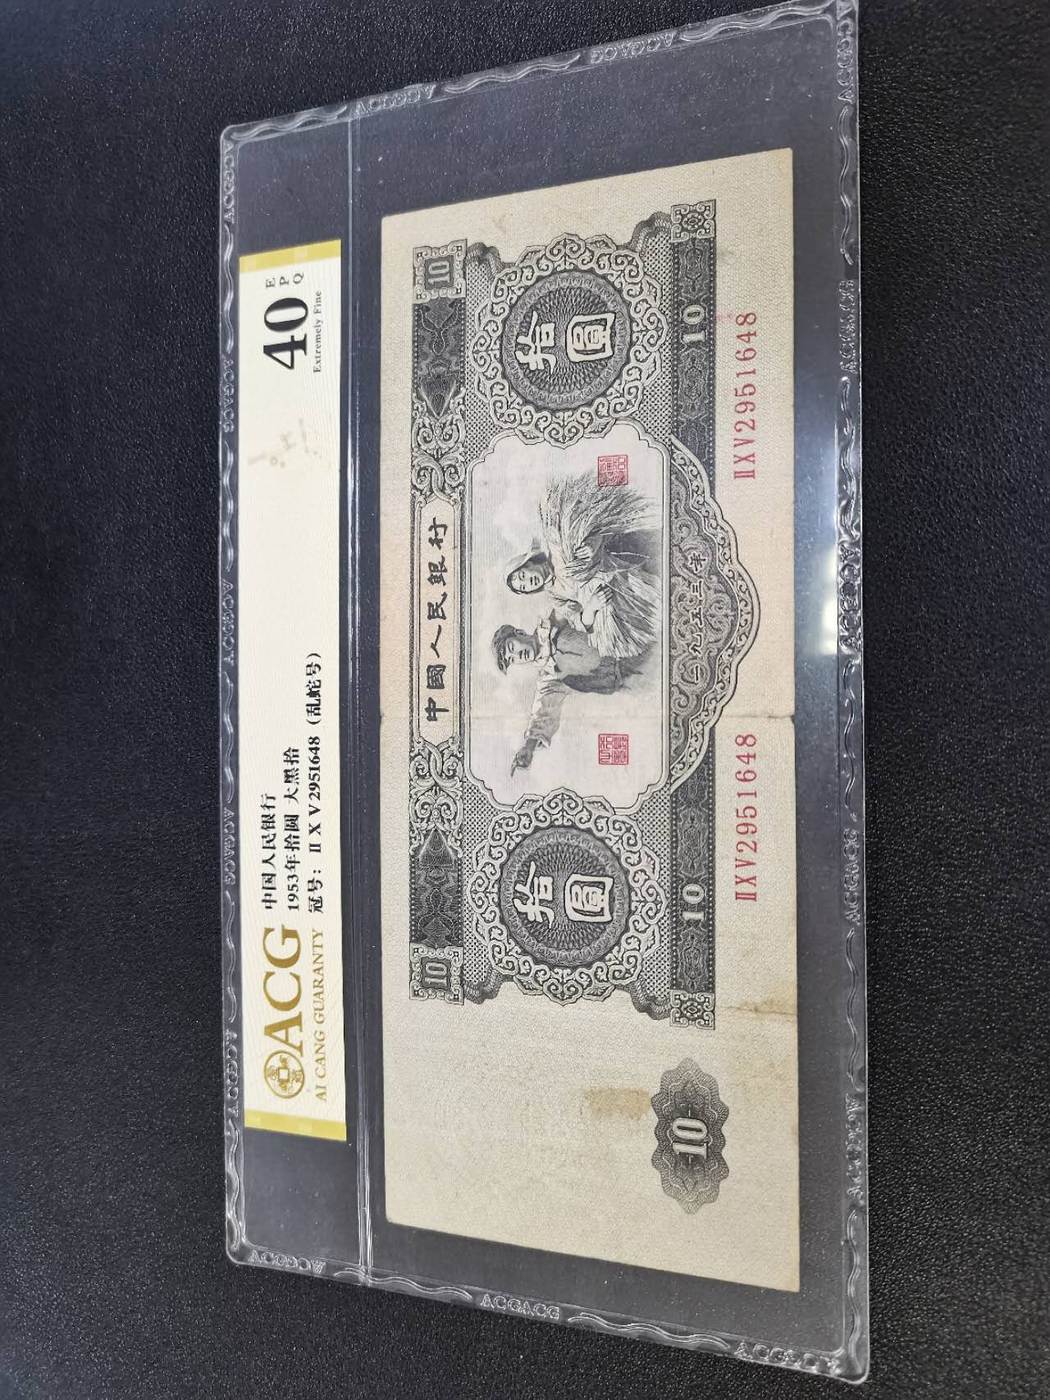 ACG
AI CANG GUARANTY
中国人民银行
1953年拾圆 大黑拾
冠号：ⅡⅩⅤ2951648（乱蛇号）
40
EPQ
Extremely Fine
中國人民銀行
10
10
拾圓
拾圓
10
10
一九五三年
10
ⅡⅩⅤ2951648
ⅡⅩⅤ2951648
ACGACG